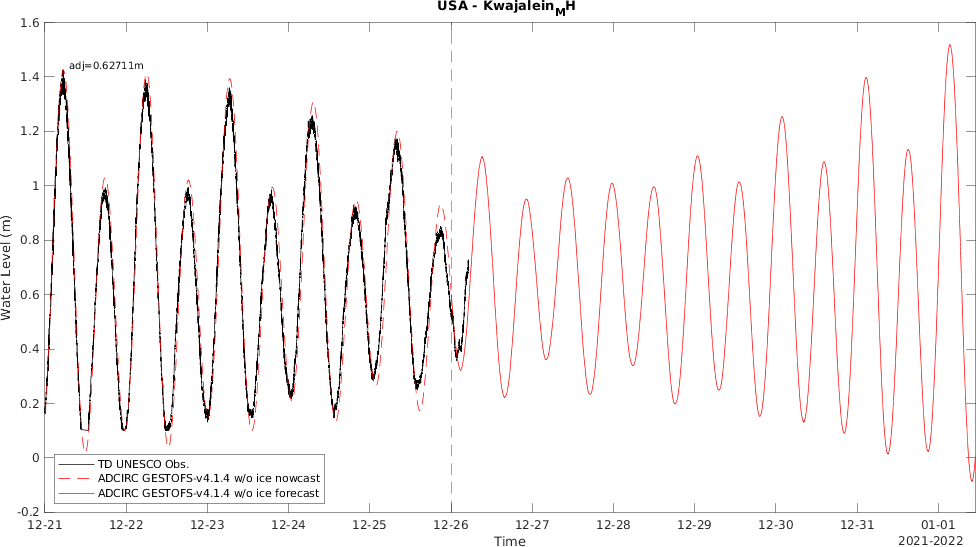 USA - Kwajalein_MH
adj=0.62711m
1.6
1.4
1.2
1
0.8
0.6
0.4
0.2
0
-0.2
Water Level (m)
TD UNESCO Obs.
ADCIRC GESTOFS-v4.1.4 w/o ice nowcast
ADCIRC GESTOFS-v4.1.4 w/o ice forecast
12-21 12-22 12-23 12-24 12-25 12-26 12-27 12-28 12-29 12-30 12-31 01-01
Time
2021-2022